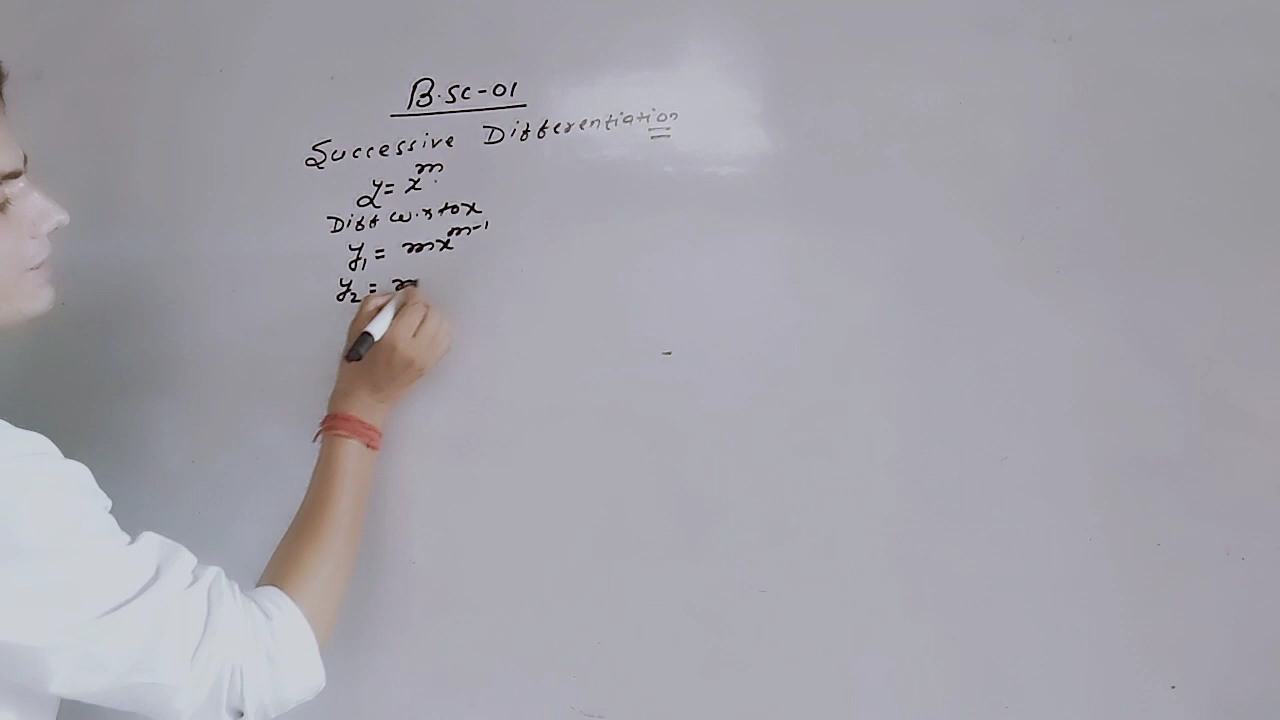 B.SC-01
Successive Differentiation
y = x^m.
Diff w.r to x
y₁ = mx^m-1
y₂ = m